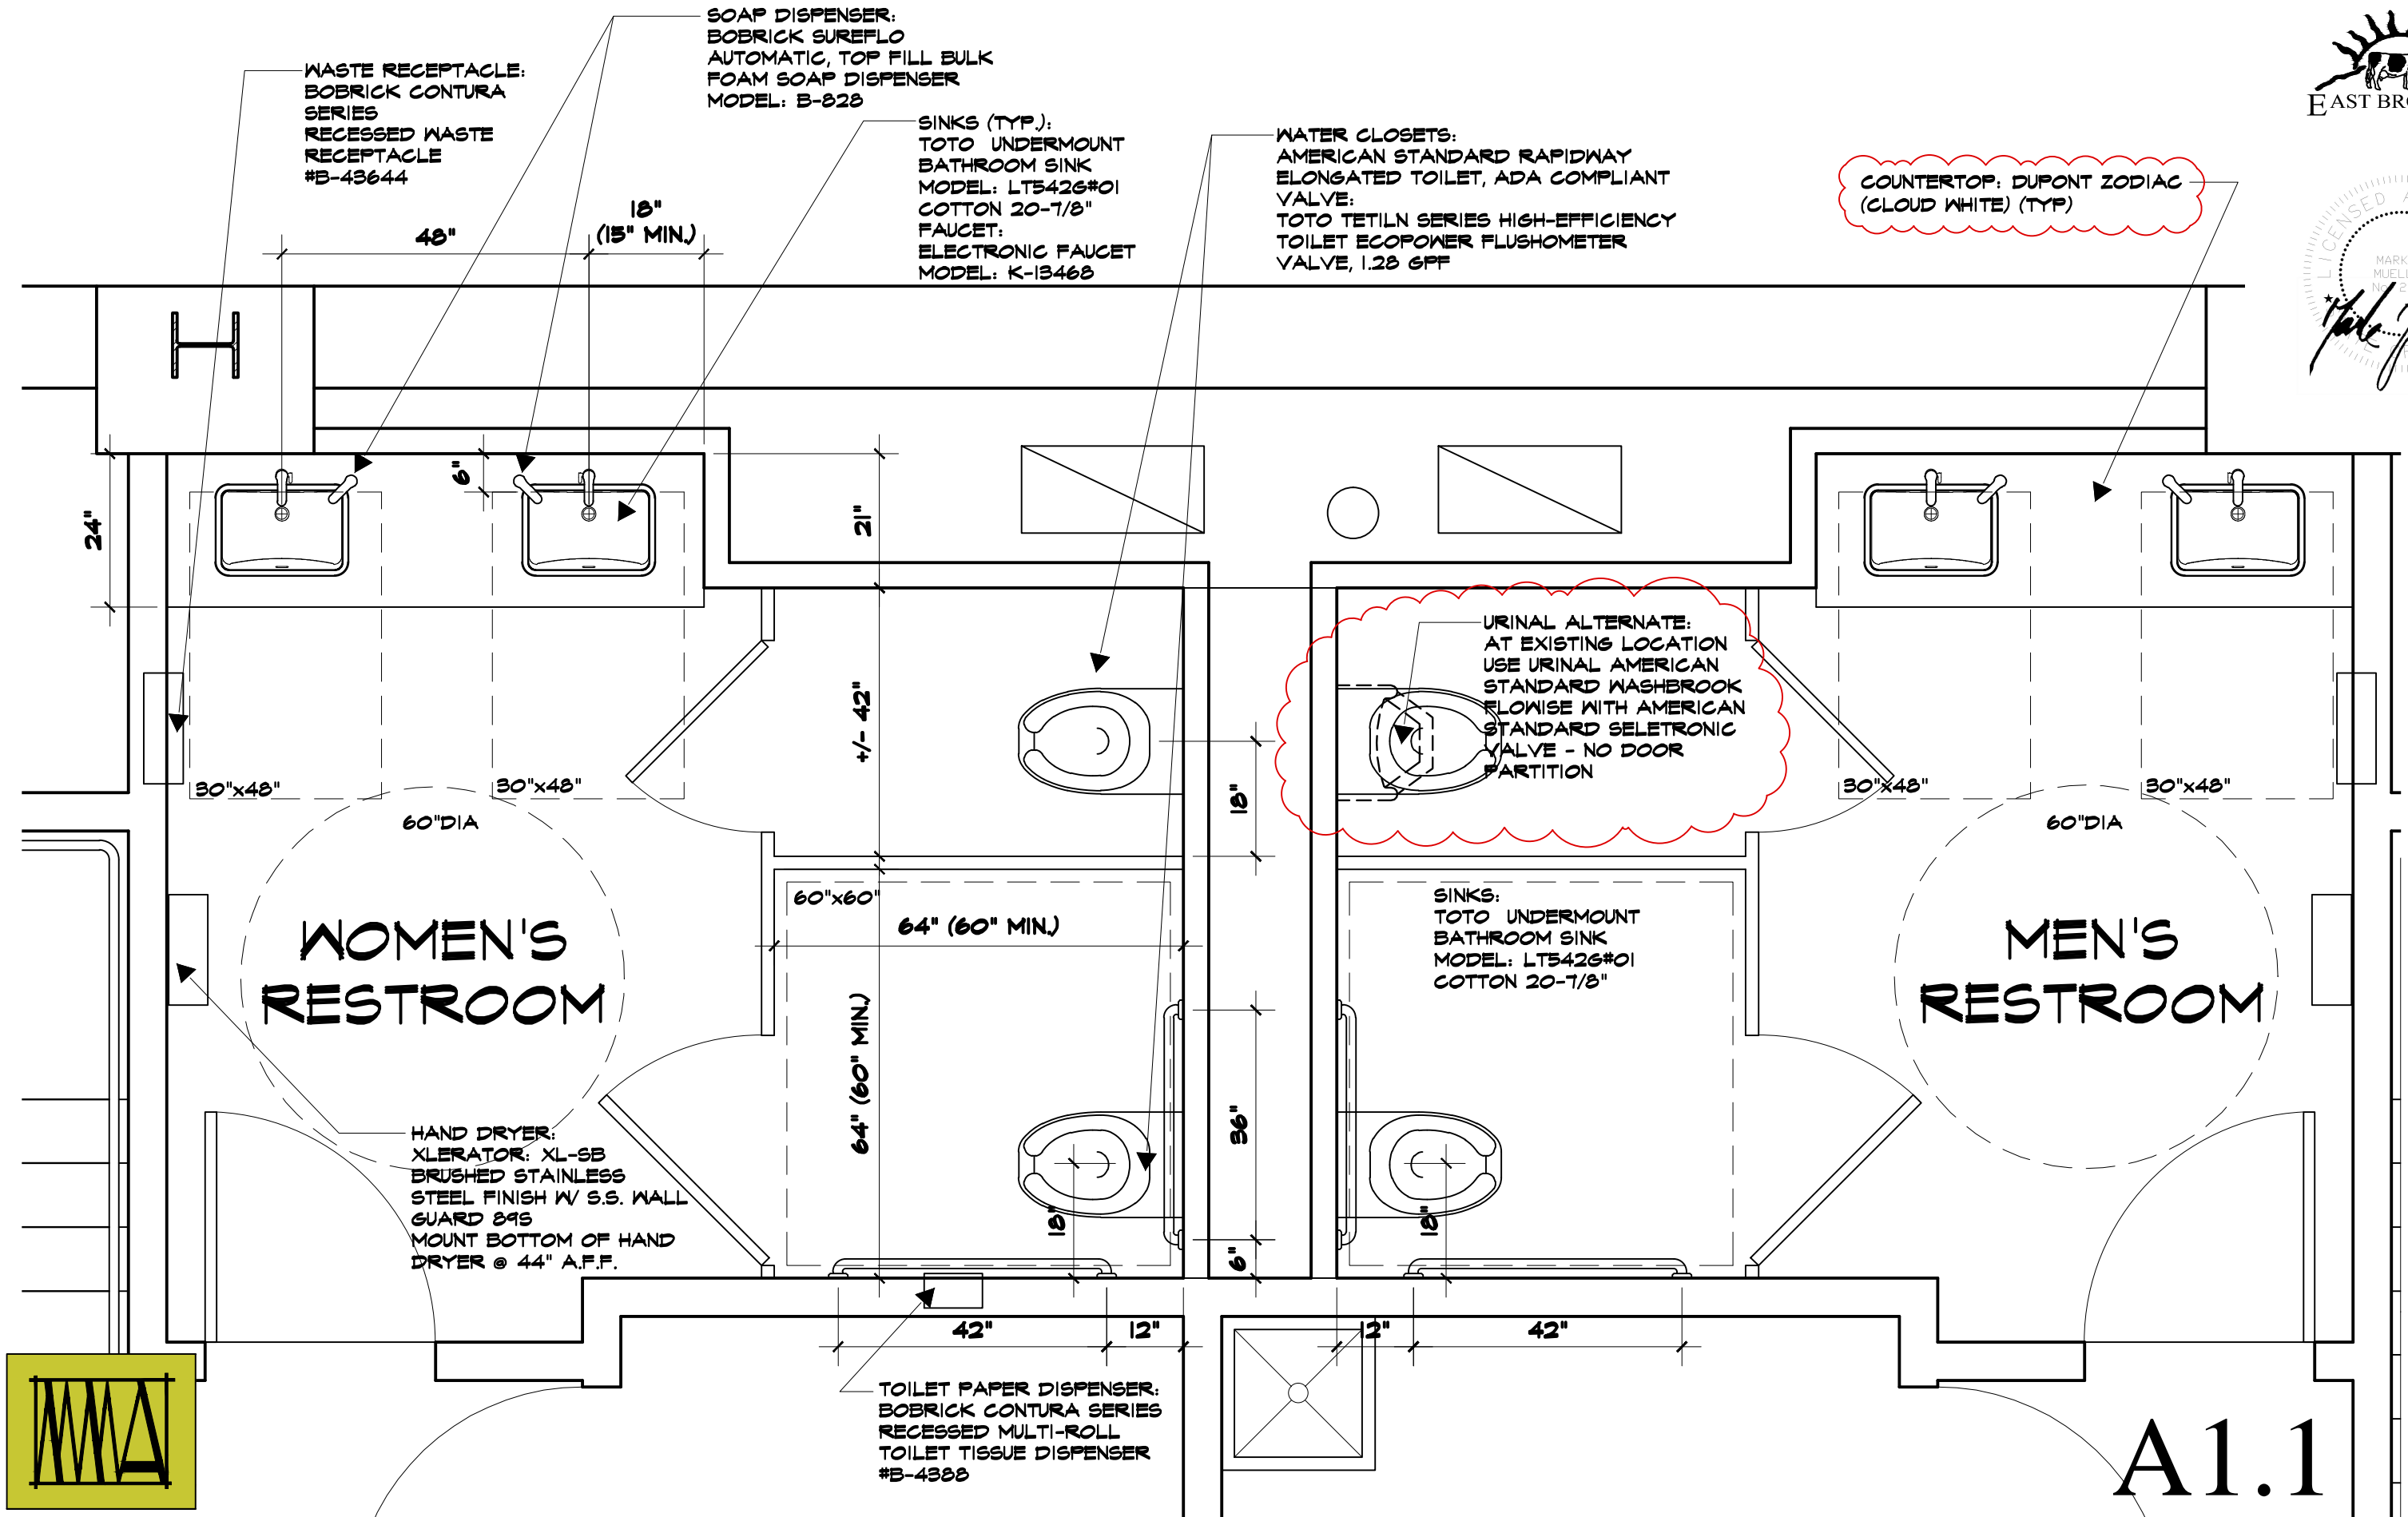 SOAP DISPENSER:
BOBRICK SUREFLO
AUTOMATIC, TOP FILL BULK
FOAM SOAP DISPENSER
MODEL: B-828
WASTE RECEPTACLE:
BOBRICK CONTURA
SERIES
RECESSED WASTE
RECEPTACLE
#B-43644
SINKS (TYP.):
TOTO UNDERMOUNT
BATHROOM SINK
MODEL: LT542G#01
COTTON 20-7/8"
FAUCET:
ELECTRONIC FAUCET
MODEL: K-13468
WATER CLOSETS:
AMERICAN STANDARD RAPIDWAY
ELONGATED TOILET, ADA COMPLIANT
VALVE:
TOTO TET1LN SERIES HIGH-EFFICIENCY
TOILET ECOPOWER FLUSHOMETER
VALVE, 1.28 GPF
COUNTERTOP: DUPONT ZODIAC
(CLOUD WHITE) (TYP)
EAST BRO
LICENSED A
MARK
MUELL
No. 2
48"
18"
(15" MIN.)
24"
6"
21"
+/- 42"
18"
30"x48"
30"x48"
60"DIA
URINAL ALTERNATE:
AT EXISTING LOCATION
USE URINAL AMERICAN
STANDARD WASHBROOK
FLOWISE WITH AMERICAN
STANDARD SELETRONIC
VALVE - NO DOOR
PARTITION
30"x48"
30"x48"
60"DIA
60"x60"
64" (60" MIN.)
64" (60" MIN.)
SINKS:
TOTO UNDERMOUNT
BATHROOM SINK
MODEL: LT542G#01
COTTON 20-7/8"
WOMEN'S
RESTROOM
MEN'S
RESTROOM
36"
18"
18"
6"
HAND DRYER:
XLERATOR: XL-SB
BRUSHED STAINLESS
STEEL FINISH W/ S.S. WALL
GUARD 89S
MOUNT BOTTOM OF HAND
DRYER @ 44" A.F.F.
42"
12"
12"
42"
TOILET PAPER DISPENSER:
BOBRICK CONTURA SERIES
RECESSED MULTI-ROLL
TOILET TISSUE DISPENSER
#B-4388
MMA
A1.1